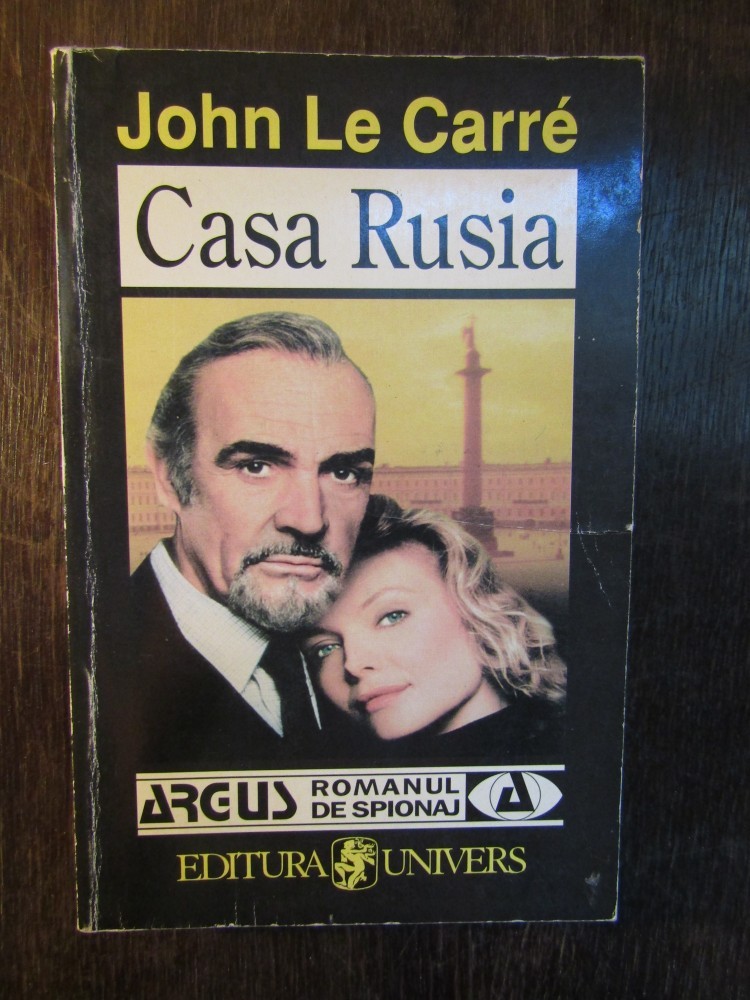 John Le Carré
Casa Rusia
ARGUS
ROMANUL
DE SPIONAJ
A
EDITURA UNIVERS